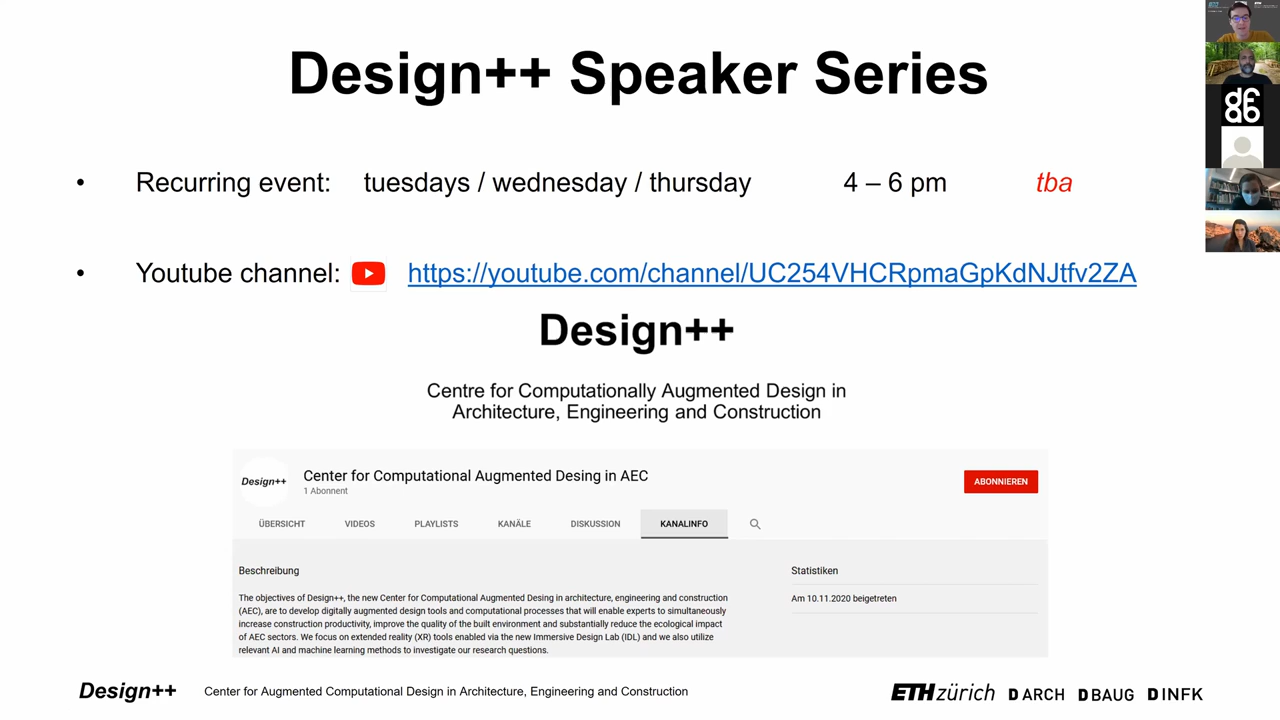 Design++ Speaker Series
• Recurring event: tuesdays / wednesday / thursday 4 – 6 pm tba
• Youtube channel: https://youtube.com/channel/UC254VHCRpmaGpKdNJtfv2ZA
Design++
Centre for Computationally Augmented Design in
Architecture, Engineering and Construction
Design++
Center for Computational Augmented Desing in AEC
1 Abonnent
ABONNIEREN
ÜBERSICHT VIDEOS PLAYLISTS KANÄLE DISKUSSION KANALINFO
Beschreibung
The objectives of Design++, the new Center for Computational Augmented Desing in architecture, engineering and construction
(AEC), are to develop digitally augmented design tools and computational processes that will enable experts to simultaneously
increase construction productivity, improve the quality of the built environment and substantially reduce the ecological impact
of AEC sectors. We focus on extended reality (XR) tools enabled via the new Immersive Design Lab (IDL) and we also utilize
relevant AI and machine learning methods to investigate our research questions.
Statistiken
Am 10.11.2020 beigetreten
Design++ Center for Augmented Computational Design in Architecture, Engineering and Construction
ETH zürich D ARCH D BAUG D INFK
dfab